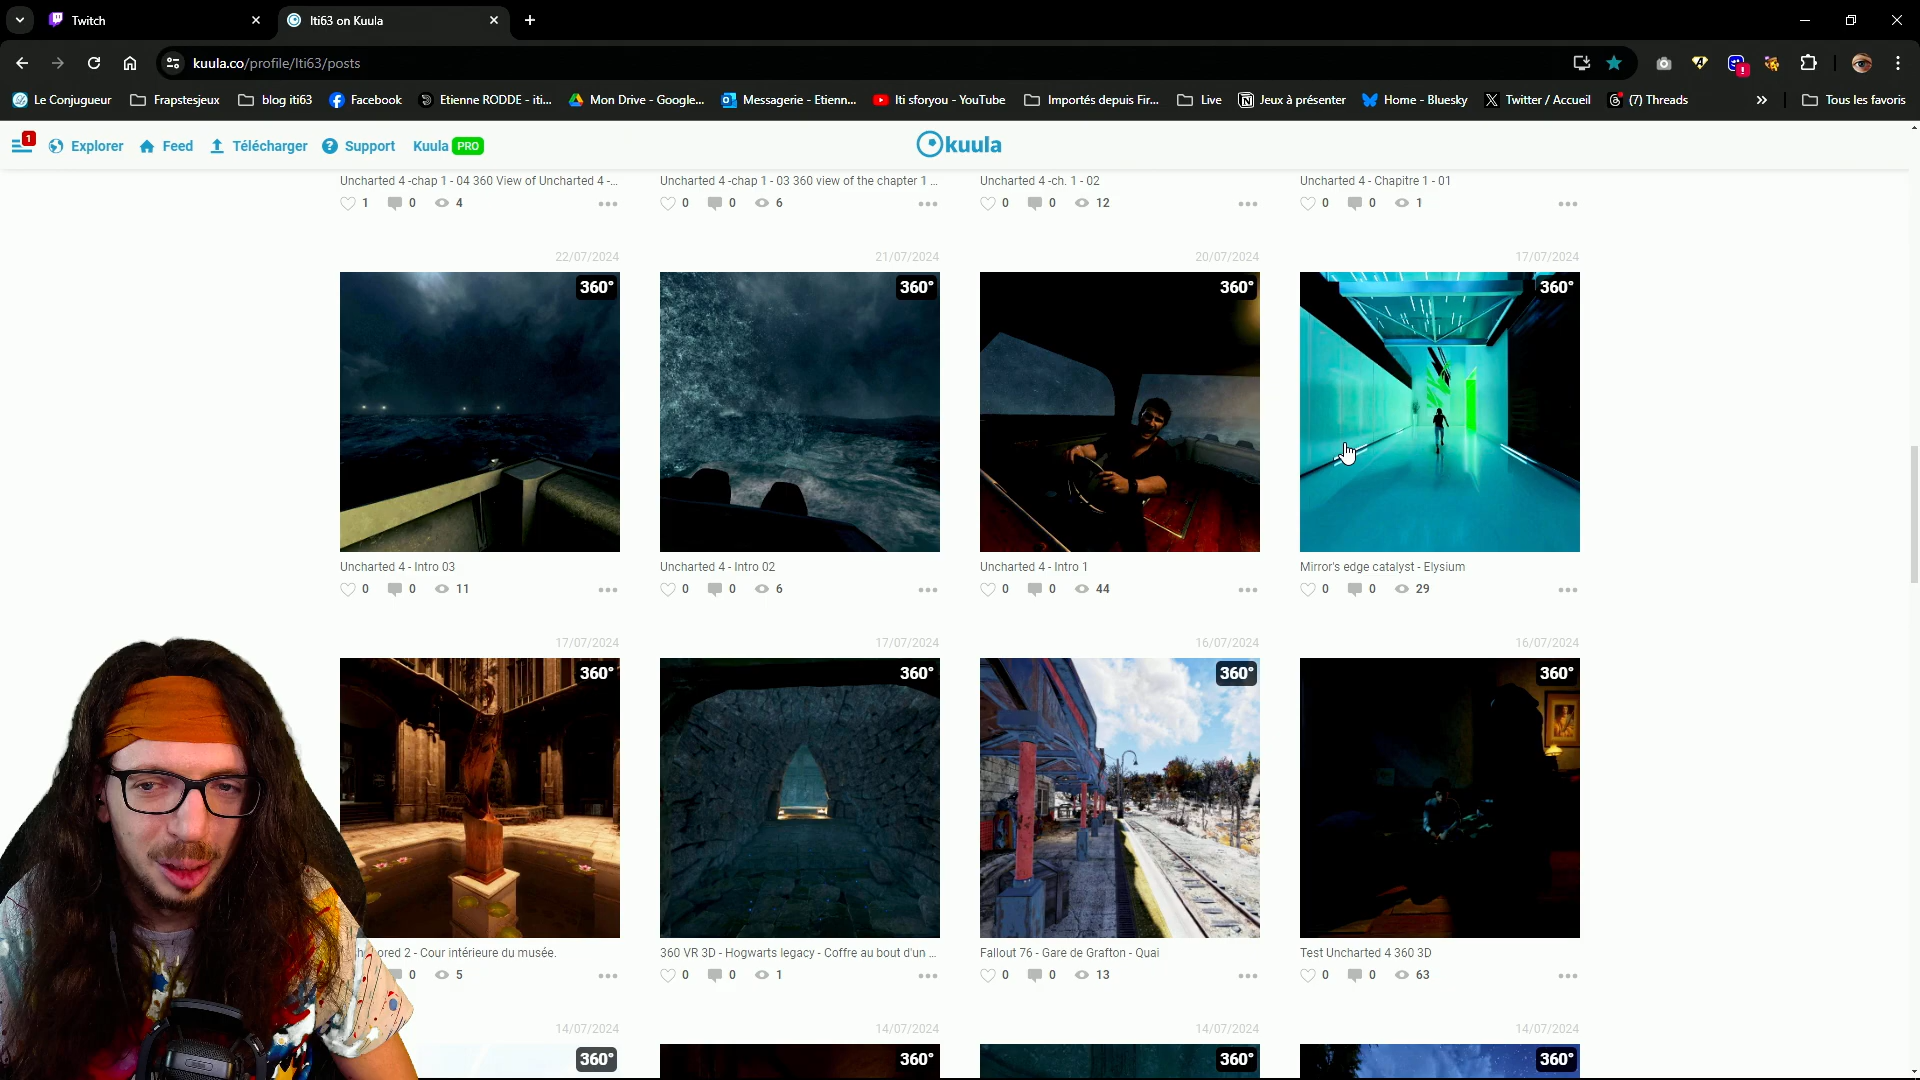 Twitch
Iti63 on Kuula
kuula.co/profile/Iti63/posts
Le Conjugueur
Frapstesjeux
blog iti63
Facebook
Etienne RODDE - iti...
Mon Drive - Google...
Messagerie - Etienn...
Iti sforyou - YouTube
Importés depuis Fir...
Live
Jeux à présenter
Home - Bluesky
Twitter / Accueil
(7) Threads
Tous les favoris
1
Explorer
Feed
Télécharger
Support
Kuula PRO
kuula
Uncharted 4 -chap 1 - 04 360 View of Uncharted 4 -...
Uncharted 4 -chap 1 - 03 360 view of the chapter 1 ...
Uncharted 4 -ch. 1 - 02
Uncharted 4 - Chapitre 1 - 01
1 0 4
0 0 6
0 0 12
0 0 1
22/07/2024
21/07/2024
20/07/2024
17/07/2024
360°
360°
360°
360°
Uncharted 4 - Intro 03
Uncharted 4 - Intro 02
Uncharted 4 - Intro 1
Mirror's edge catalyst - Elysium
0 0 11
0 0 6
0 0 44
0 0 29
17/07/2024
17/07/2024
16/07/2024
16/07/2024
360°
360°
360°
360°
ored 2 - Cour intérieure du musée.
360 VR 3D - Hogwarts legacy - Coffre au bout d'un ...
Fallout 76 - Gare de Grafton - Quai
Test Uncharted 4 360 3D
0 5
0 0 1
0 0 13
0 0 63
14/07/2024
14/07/2024
14/07/2024
14/07/2024
360°
360°
360°
360°